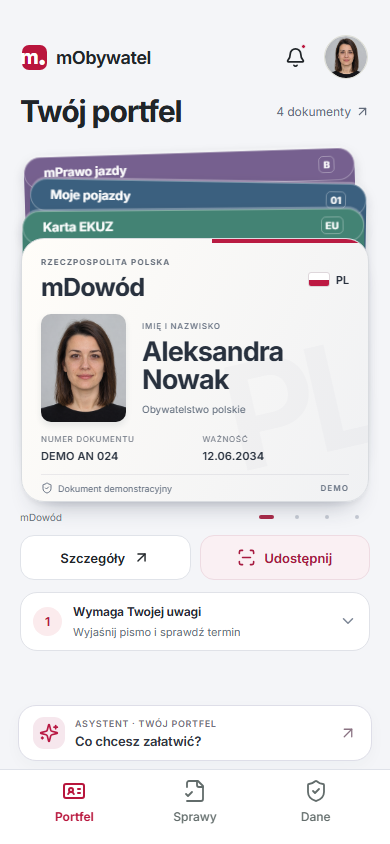 m. mObywatel
Twój portfel
4 dokumenty
mPrawo jazdy B
Moje pojazdy 01
Karta EKUZ EU
RZECZPOSPOLITA POLSKA
mDowód
PL
IMIĘ I NAZWISKO
Aleksandra
Nowak
Obywatelstwo polskie
PL
NUMER DOKUMENTU WAŻNOŚĆ
DEMO AN 024 12.06.2034
Dokument demonstracyjny DEMO
mDowód
Szczegóły Udostępnij
1 Wymaga Twojej uwagi
Wyjaśnij pismo i sprawdź termin
ASYSTENT · TWÓJ PORTFEL
Co chcesz załatwić?
Portfel Sprawy Dane